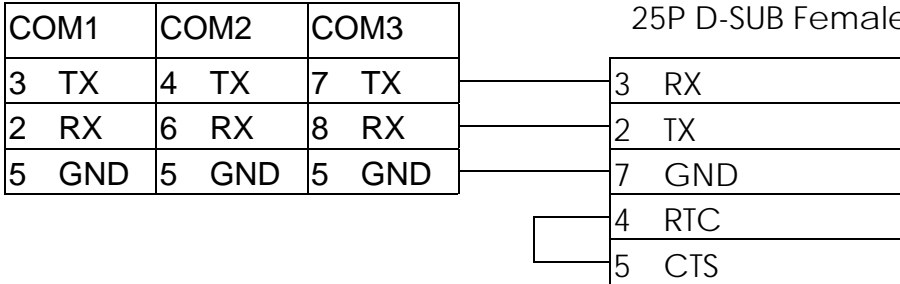 COM1 COM2 COM3
25P D-SUB Female
3 TX 4 TX 7 TX 3 RX
2 RX 6 RX 8 RX 2 TX
5 GND 5 GND 5 GND 7 GND
4 RTC
5 CTS